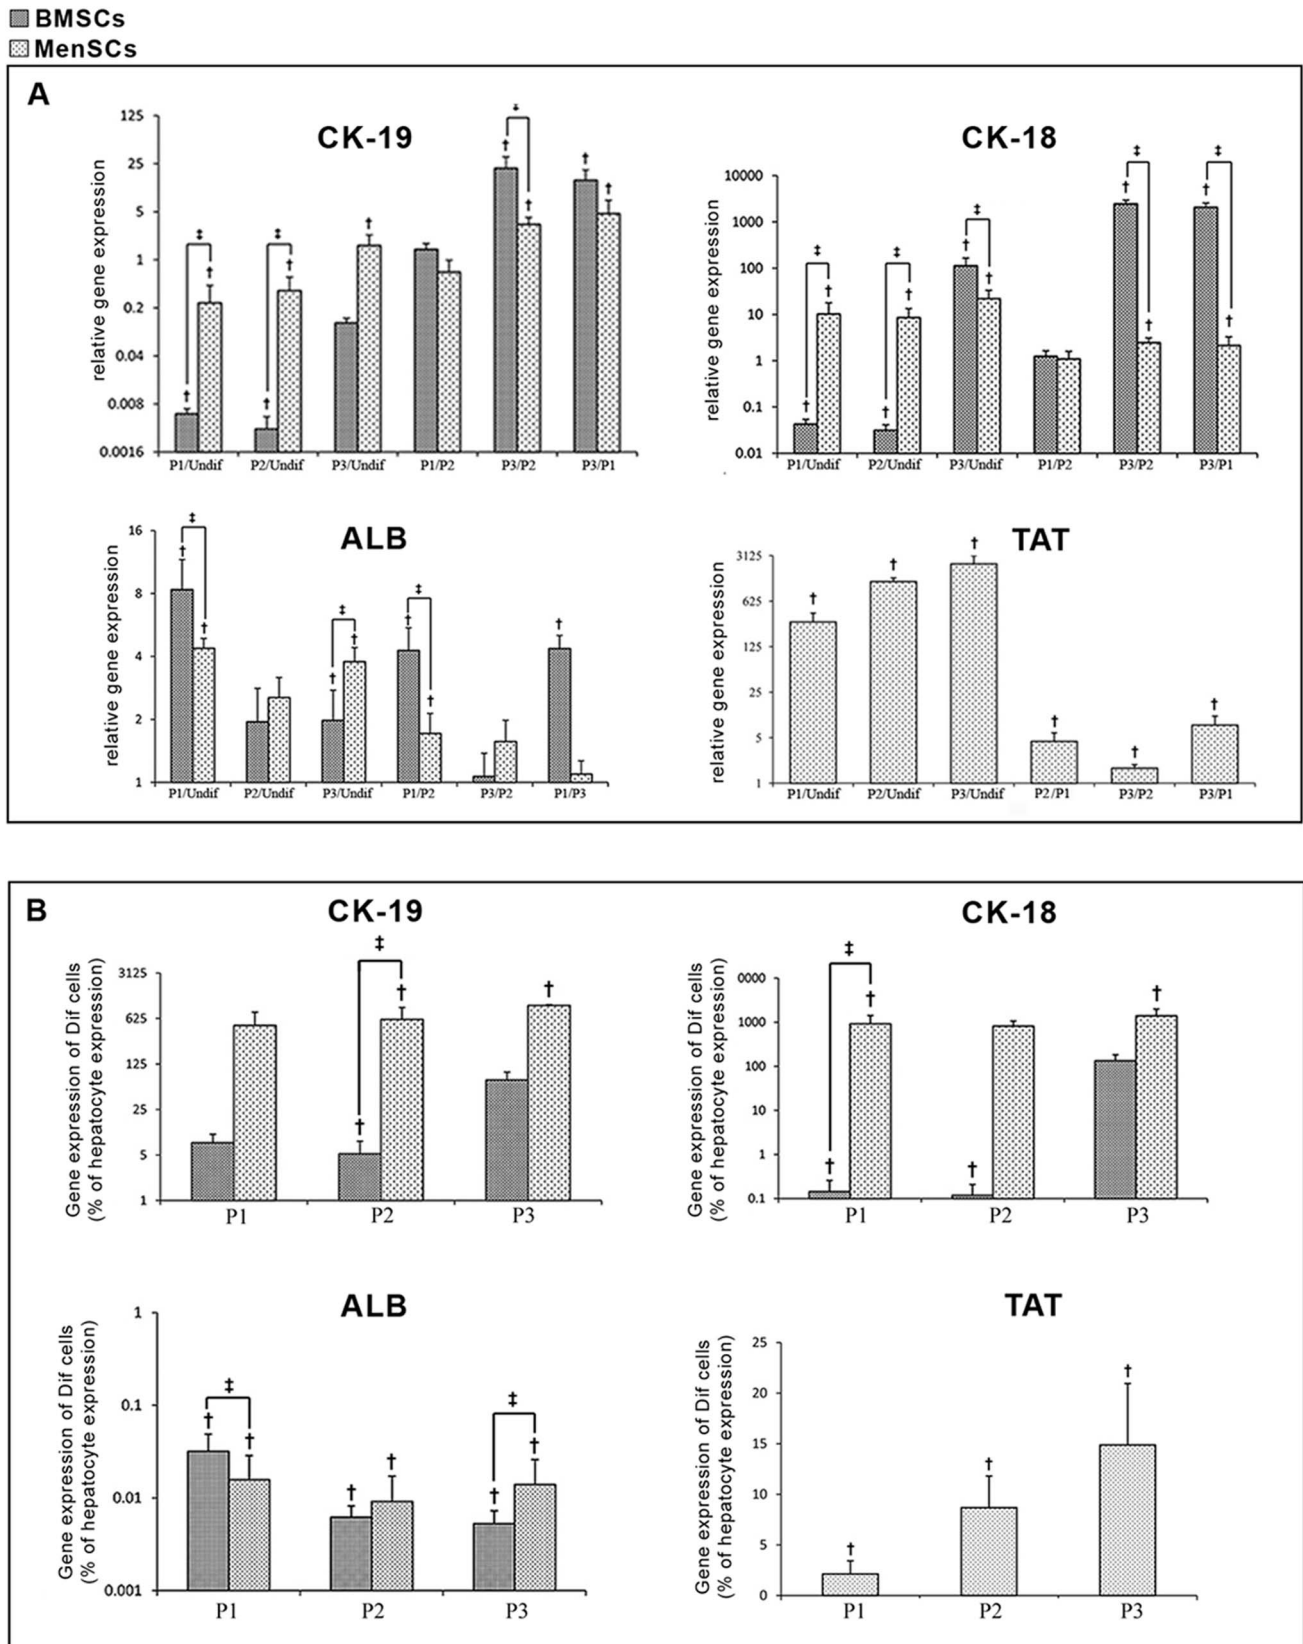 BMSCs
MenSCs
A
CK-19
relative gene expression
125
25
5
1
0.2
0.04
0.008
0.0016
† ‡ † † ‡ † † † † † † †
P1/Undif P2/Undif P3/Undif P1/P2 P3/P2 P3/P1
CK-18
relative gene expression
10000
1000
100
10
1
0.1
0.01
† ‡ † † ‡ † † ‡ † † ‡ † † ‡ †
P1/Undif P2/Undif P3/Undif P1/P2 P3/P2 P3/P1
ALB
relative gene expression
16
8
4
2
1
† ‡ † † ‡ † † ‡ † †
P1/Undif P2/Undif P3/Undif P1/P2 P3/P2 P1/P3
TAT
relative gene expression
3125
625
125
25
5
1
† † † † † †
P1/Undif P2/Undif P3/Undif P2/P1 P3/P2 P3/P1
B
CK-19
Gene expression of Dif cells
(% of hepatocyte expression)
3125
625
125
25
5
1
† ‡ † †
P1 P2 P3
CK-18
Gene expression of Dif cells
(% of hepatocyte expression)
0000
1000
100
10
1
0.1
† ‡ † † †
P1 P2 P3
ALB
Gene expression of Dif cells
(% of hepatocyte expression)
1
0.1
0.01
0.001
† ‡ † † † † ‡ †
P1 P2 P3
TAT
Gene expression of Dif cells
(% of hepatocyte expression)
25
20
15
10
5
0
† † †
P1 P2 P3